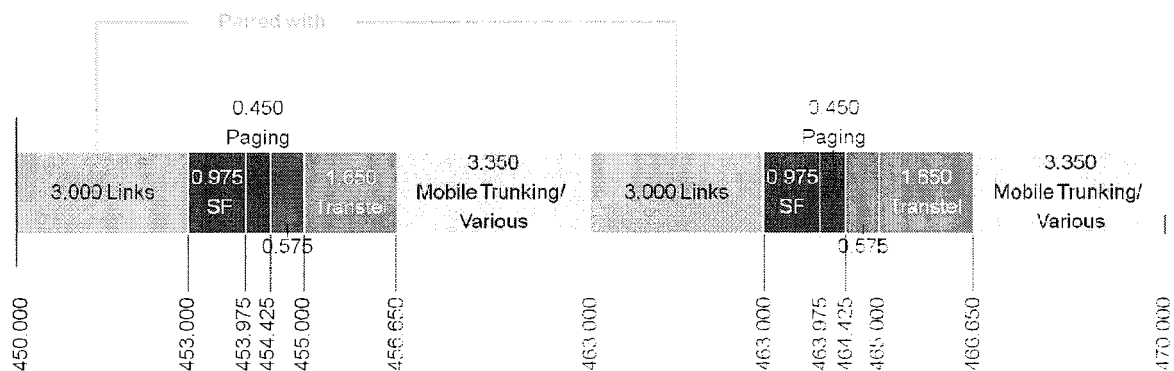 Paired with
0.450
Paging
0.450
Paging
3.000 Links
0.975
SF
1.650
Transtel
3.350
Mobile Trunking/
Various
3.000 Links
0.975
SF
1.650
Transtel
3.350
Mobile Trunking/
Various
0.575
0.575
450.000
453.000
453.975
454.425
455.000
456.650
463.000
463.000
463.975
464.425
465.000
466.650
470.000